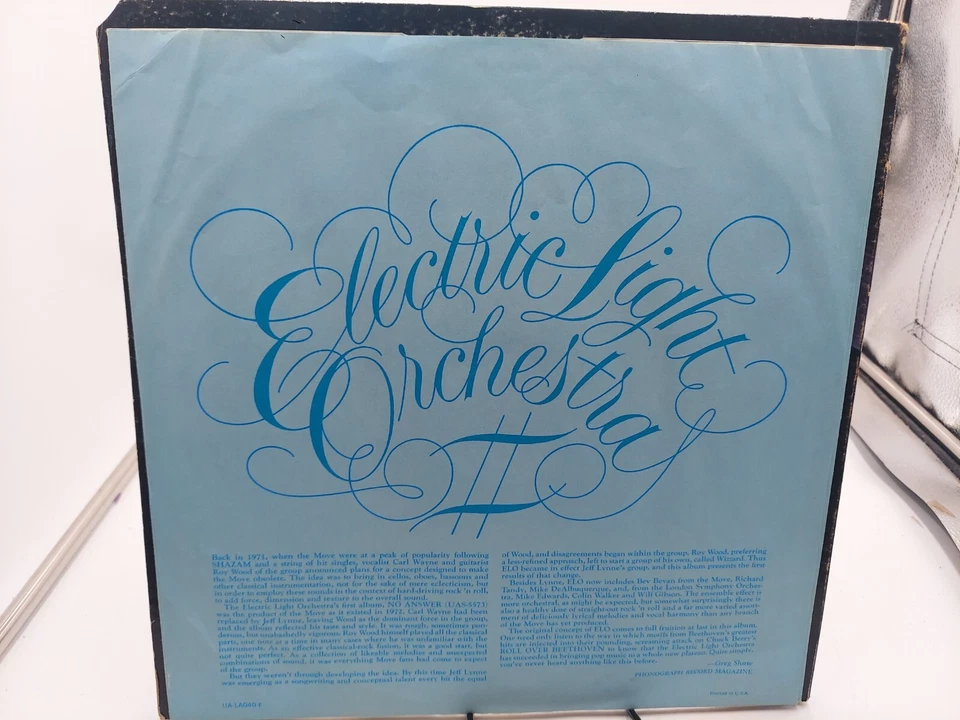 Electric Light
Orchestra
II
Back in 1971, when the Move were at a peak of popularity following
SHAZAM and a string of hit singles, vocalist Carl Wayne and guitarist
Roy Wood of the group announced plans for a concept designed to make
the Move obsolete. The idea was to bring in cellos, oboes, bassoons and
other classical instrumentation, not for the sake of mere eclecticism, but
in order to employ these sounds in the context of hard-driving rock 'n roll,
to add force, dimension and texture to the overall sound.
The Electric Light Orchestra's first album, NO ANSWER (UAS-5573)
was the product of the Move as it existed in 1972. Carl Wayne had been
replaced by Jeff Lynne, leaving Wood as the dominant force in the group,
and the album reflected his taste and style. It was rough, sometimes pon-
derous, but unabashedly vigorous. Roy Wood himself played all the classical
parts, one at a time in many cases where he was unfamiliar with the
instruments. As an effective classical-rock fusion, it was a good start, but
not quite perfect. As a collection of likeable melodies and much aspects
combinations of sound, it was everything Move fans had come to expect
of the group.
But they weren't through developing the idea. By this time Jeff Lynne
was emerging as a songwriting and conceptual talent every bit the equal
of Wood, and disagreements began within the group. Roy Wood, preferring
a less-refined approach, left to start a group of his own, called Wizzard. Thus
ELO became in effect Jeff Lynne's group, and this album presents the first
results of that change.
Besides Lynne, ELO now includes Bev Bevan from the Move, Richard
Tandy, Mike DeAlbuquerque, and, from the London Symphony Orches-
tra, Mike Edwards, Colin Walker and Wilf Gibson. The ensemble effect is
more orchestral, as might be expected, but somewhat surprisingly there is
also a healthy dose of straightforward rock 'n roll and a far more varied assort-
ment of deliciously lyrical melodies and vocal harmony than any branch
of the Move has yet produced.
The original concept of ELO comes to full fruition at last in this album.
One need only listen to the way in which motifs from Beethoven's greatest
hits are injected into their pounding, screaming attack on Chuck Berry's
ROLL OVER BEETHOVEN to know that the Electric Light Orchestra
has succeeded in bringing pop music to a whole new plateau. Quite simply,
you've never heard anything like this before.
—Greg Shaw
PHONOGRAPH RECORD MAGAZINE
UA-LA040-F
Printed in U.S.A.